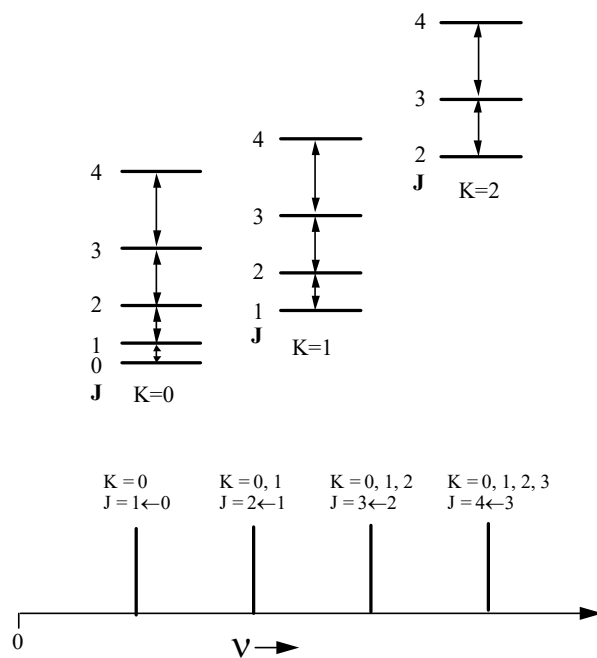 4
3
2
J
K=2
4
3
2
1
J
K=1
4
3
2
1
0
J
K=0
K = 0
J = 1←0
K = 0, 1
J = 2←1
K = 0, 1, 2
J = 3←2
K = 0, 1, 2, 3
J = 4←3
0
ν→